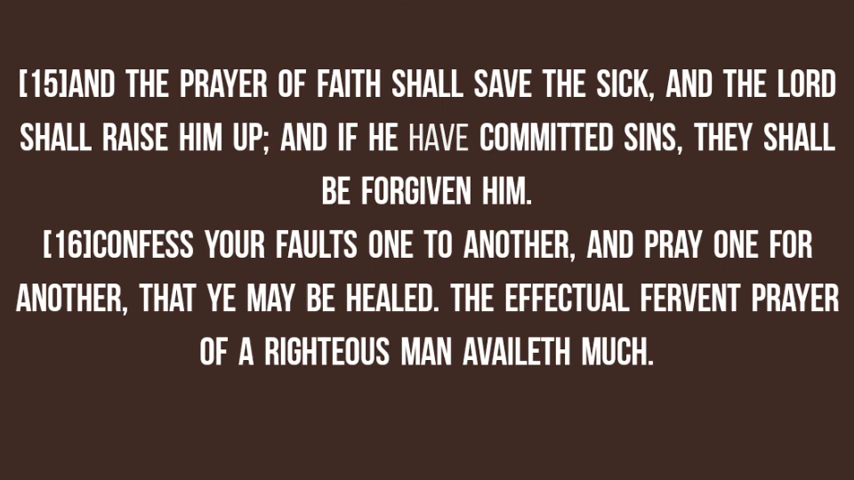 [15]AND THE PRAYER OF FAITH SHALL SAVE THE SICK, AND THE LORD
SHALL RAISE HIM UP; AND IF HE HAVE COMMITTED SINS, THEY SHALL
BE FORGIVEN HIM.
[16]CONFESS YOUR FAULTS ONE TO ANOTHER, AND PRAY ONE FOR
ANOTHER, THAT YE MAY BE HEALED. THE EFFECTUAL FERVENT PRAYER
OF A RIGHTEOUS MAN AVAILETH MUCH.